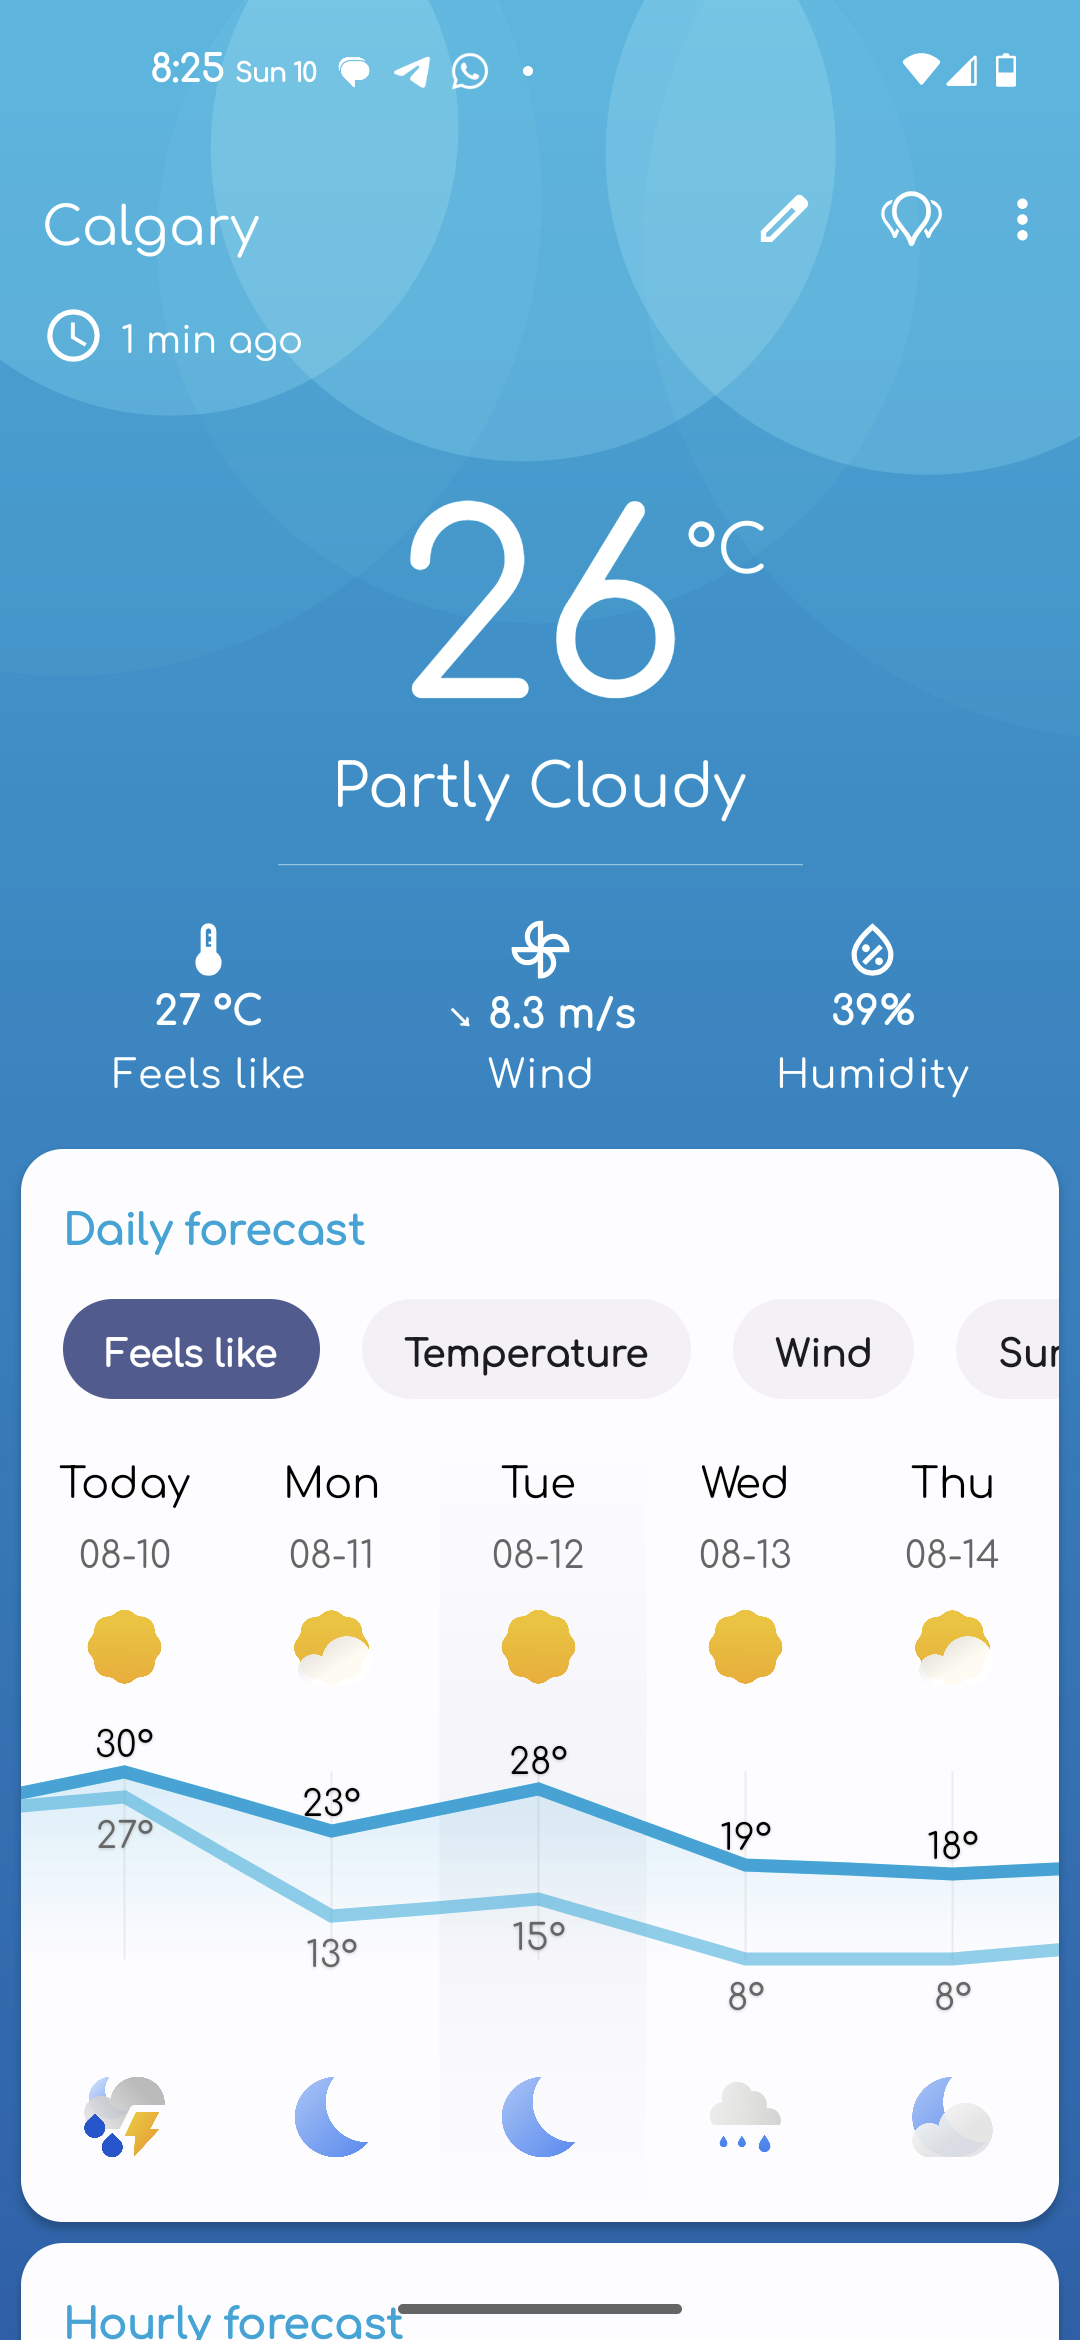 8:25 Sun 10
Calgary
1 min ago
26 °C
Partly Cloudy
27 °C
↘ 8.3 m/s
39%
Feels like
Wind
Humidity
Daily forecast
Feels like
Temperature
Wind
Sun
Today
Mon
Tue
Wed
Thu
08-10
08-11
08-12
08-13
08-14
30°
23°
28°
19°
18°
27°
13°
15°
8°
8°
Hourly forecast